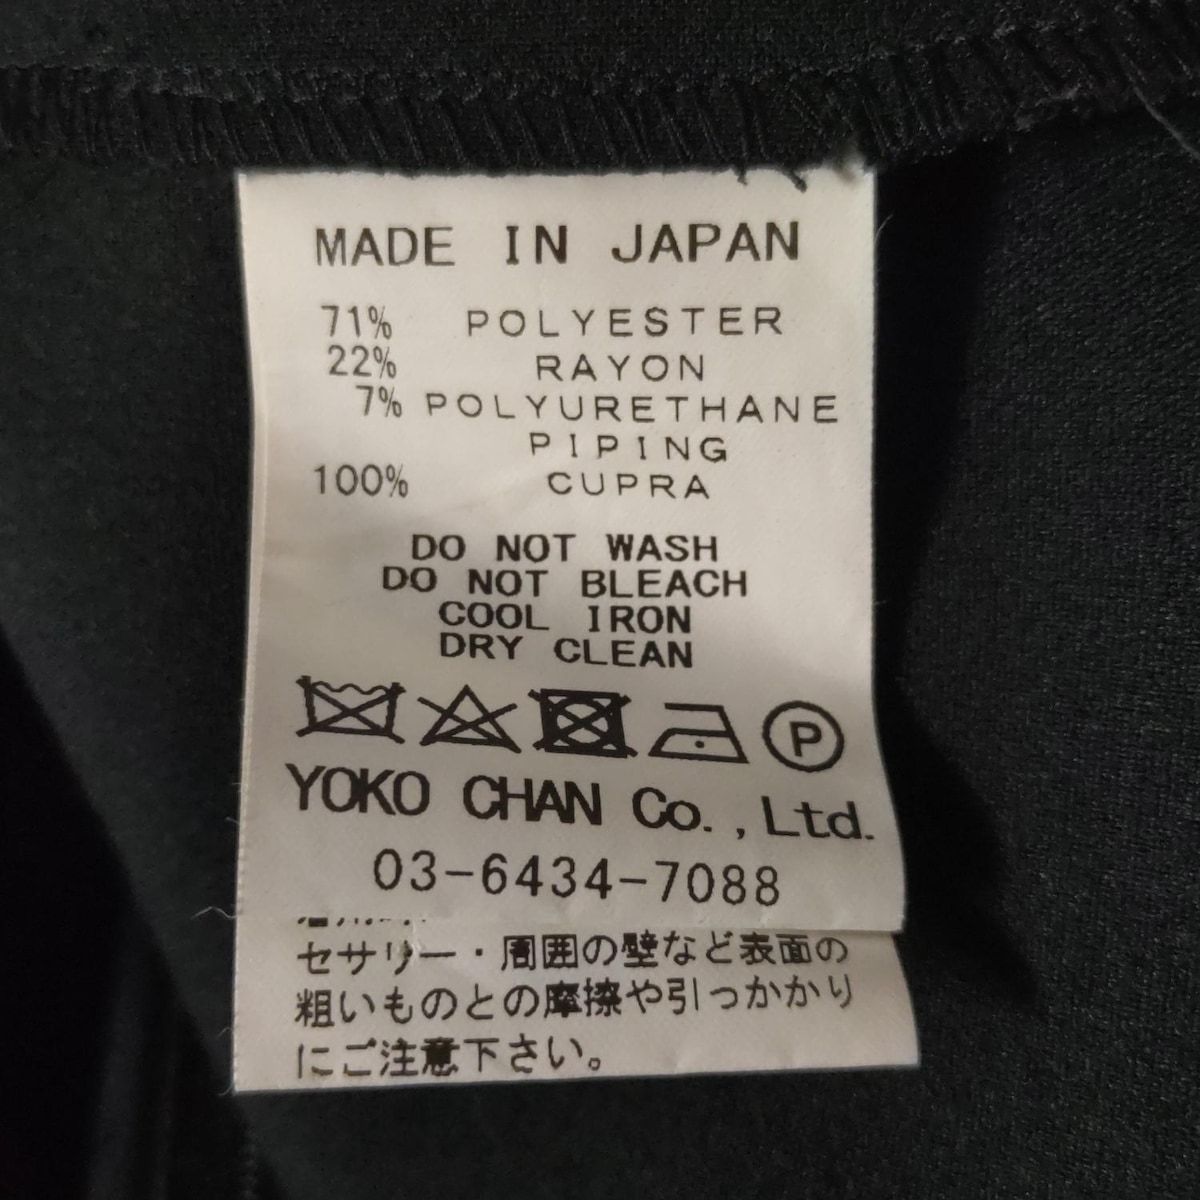 MADE IN JAPAN
71% POLYESTER
22% RAYON
7% POLYURETHANE
PIPING
100% CUPRA
DO NOT WASH
DO NOT BLEACH
COOL IRON
DRY CLEAN
P
YOKO CHAN Co., Ltd.
03-6434-7088
セサリー・周囲の壁など表面の
粗いものとの摩擦や引っかかり
にご注意下さい。